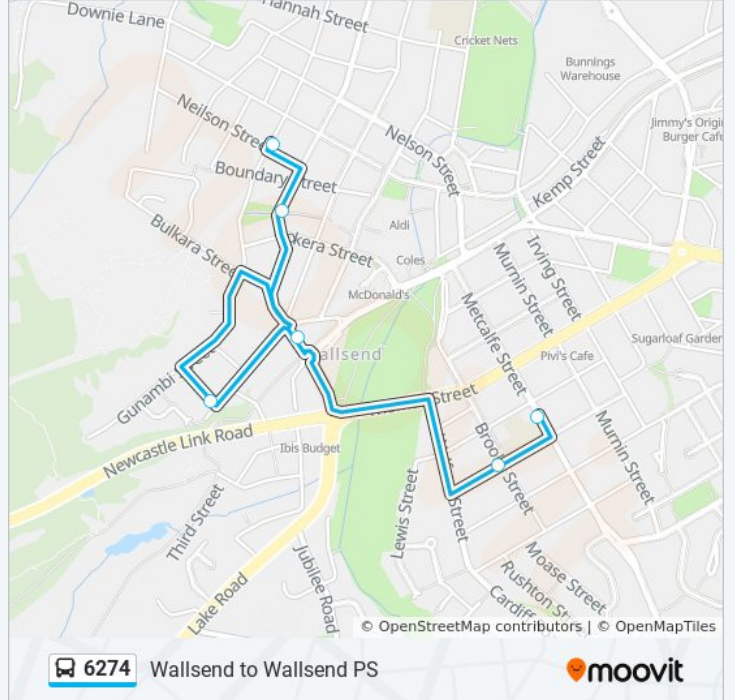 Downie Lane
Hannah Street
Cricket Nets
Bunnings
Warehouse
Jimmy's Origi
Burger Cafe
Neilson Street
Nelson Street
Kemp Street
Boundary Street
Aldi
Bulkara Street
kera Street
Coles
McDonald's
Irving Street
Murnin Street
Metcalfe Street
Sugarloaf Garden
Pivi's Cafe
allsend
Gunambi Street
Street
Newcastle Link Road
Ibis Budget
Brook Street
Murnin Street
Lewis Street
Street
Third Street
Jubilee Road
Lake Road
Moase Street
Rushton St
Cardiff
© OpenStreetMap contributors | © OpenMapTiles
6274 Wallsend to Wallsend PS
moovit